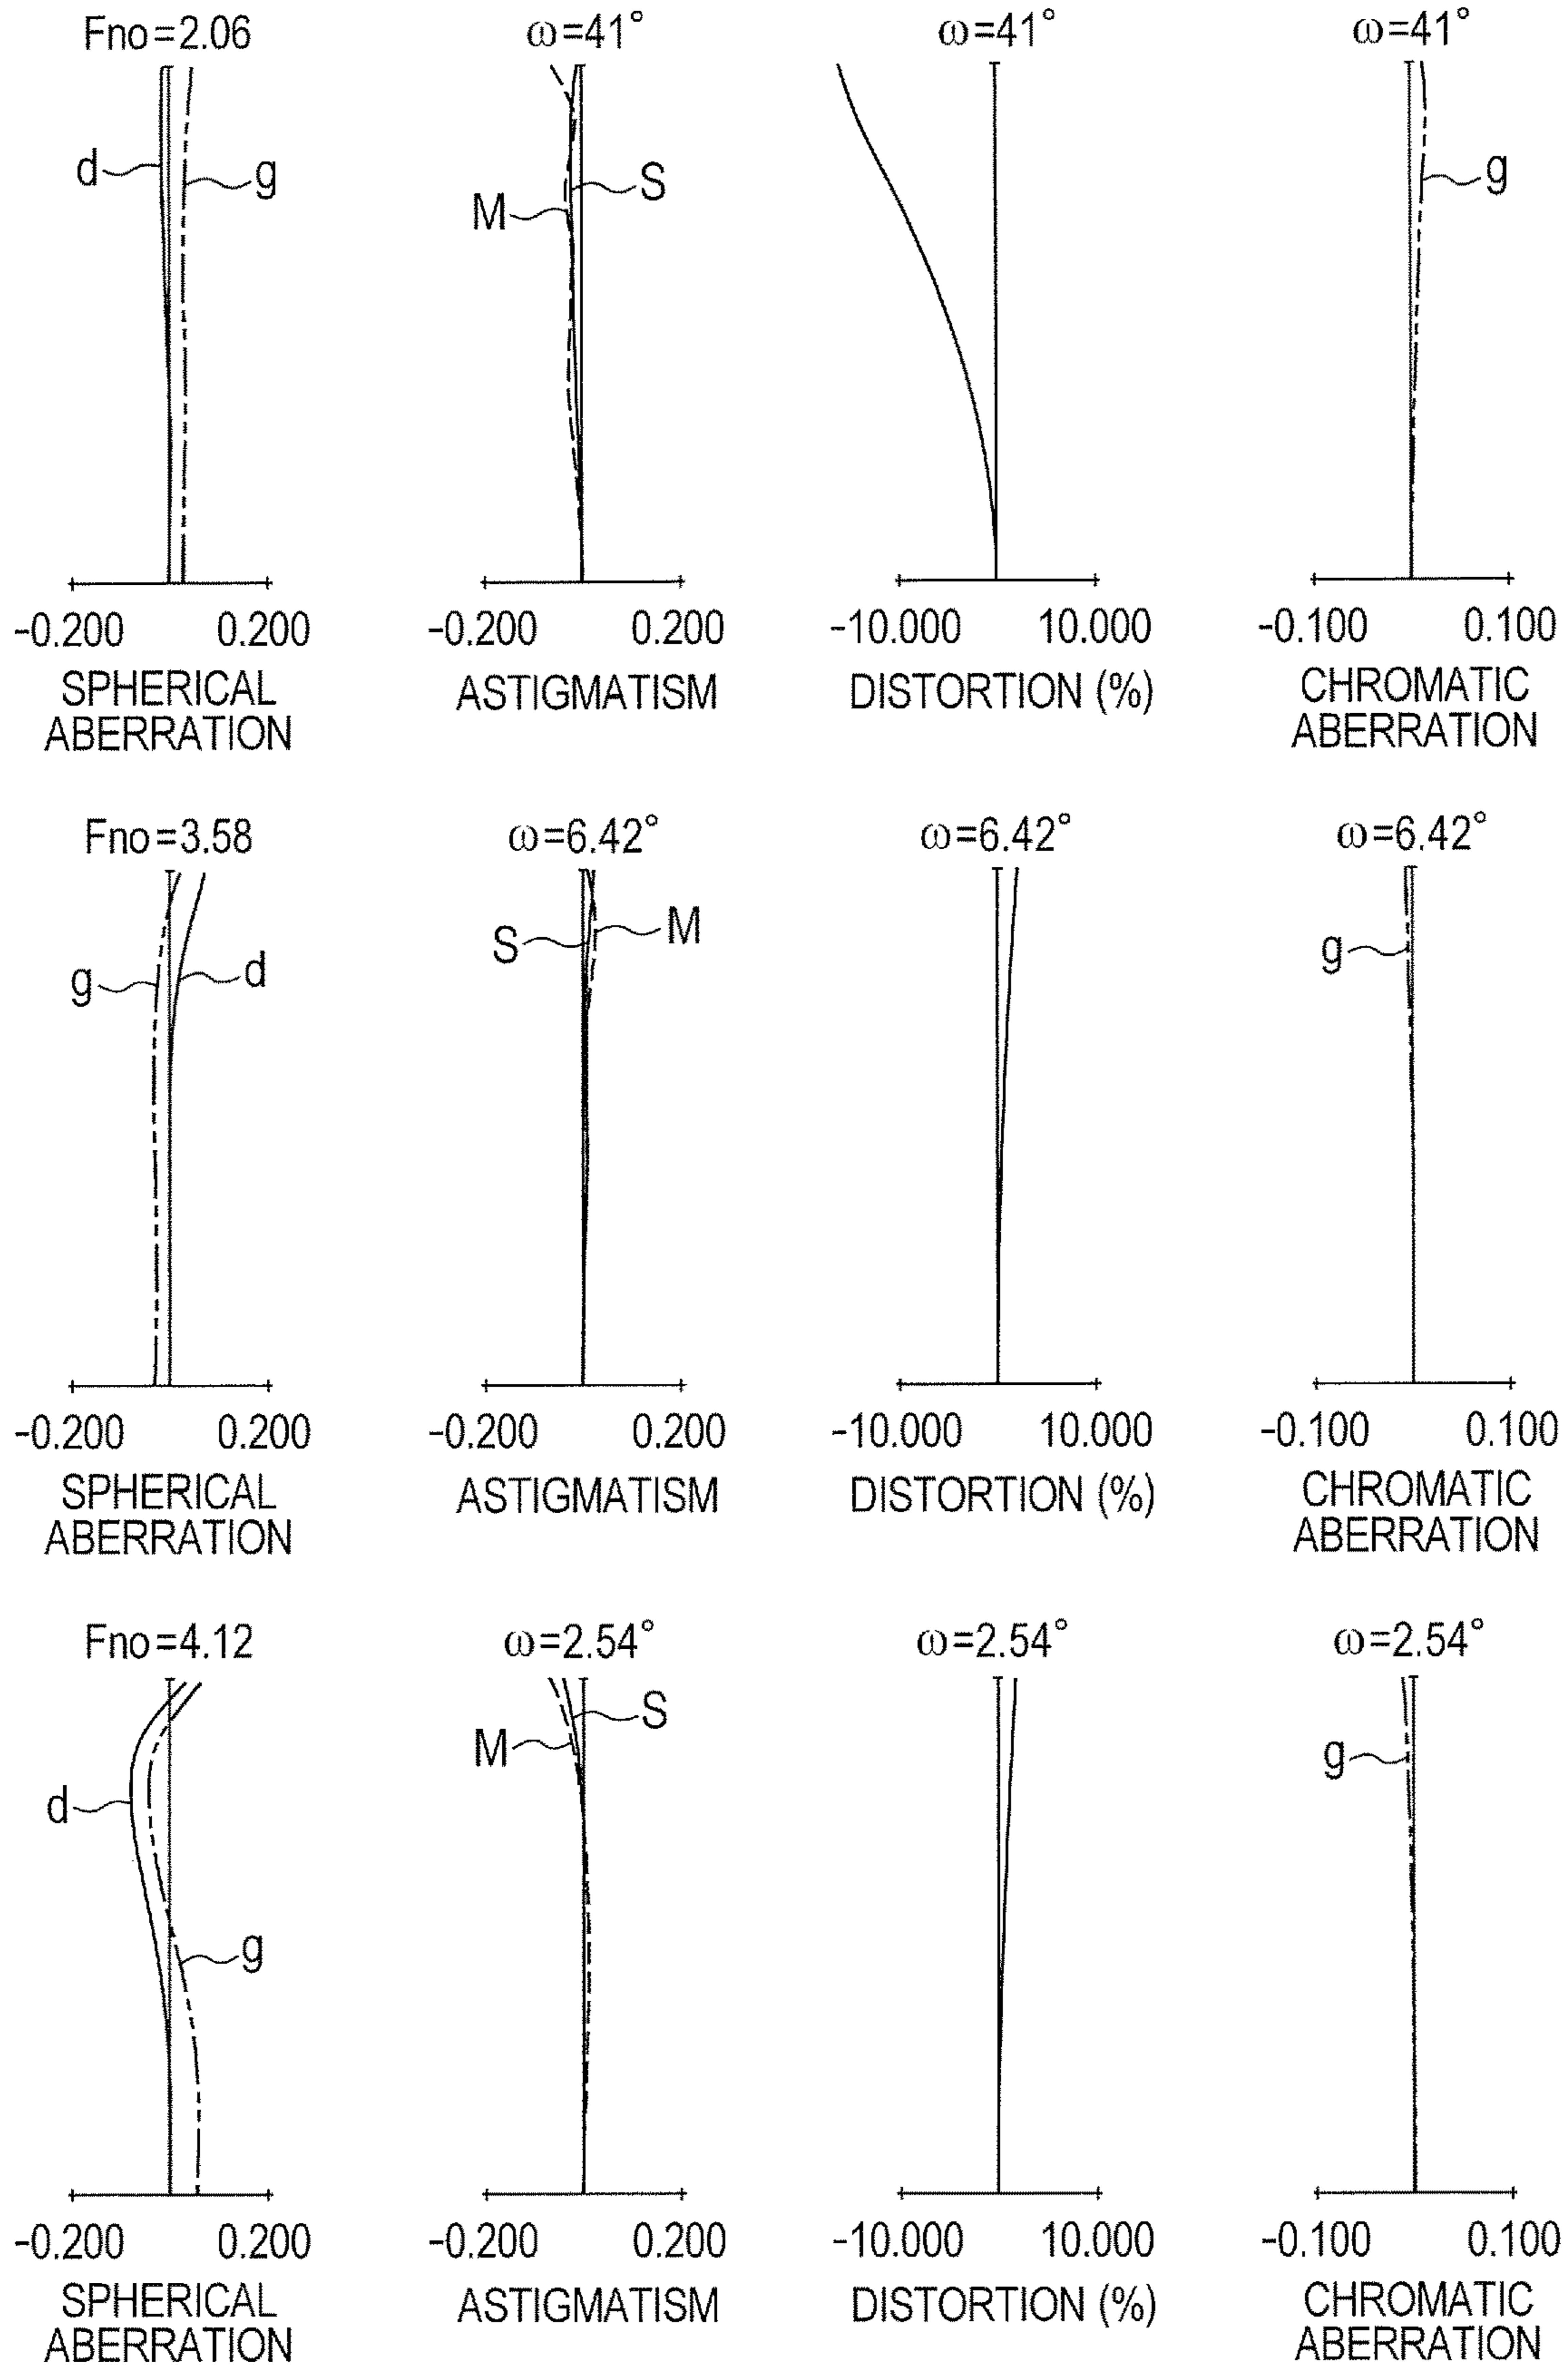 Fno=2.06 ω=41° ω=41° ω=41°
d g M S g
-0.200 0.200 -0.200 0.200 -10.000 10.000 -0.100 0.100
SPHERICAL ABERRATION ASTIGMATISM DISTORTION (%) CHROMATIC ABERRATION
Fno=3.58 ω=6.42° ω=6.42° ω=6.42°
g d S M g
-0.200 0.200 -0.200 0.200 -10.000 10.000 -0.100 0.100
SPHERICAL ABERRATION ASTIGMATISM DISTORTION (%) CHROMATIC ABERRATION
Fno=4.12 ω=2.54° ω=2.54° ω=2.54°
d g M S g
-0.200 0.200 -0.200 0.200 -10.000 10.000 -0.100 0.100
SPHERICAL ABERRATION ASTIGMATISM DISTORTION (%) CHROMATIC ABERRATION